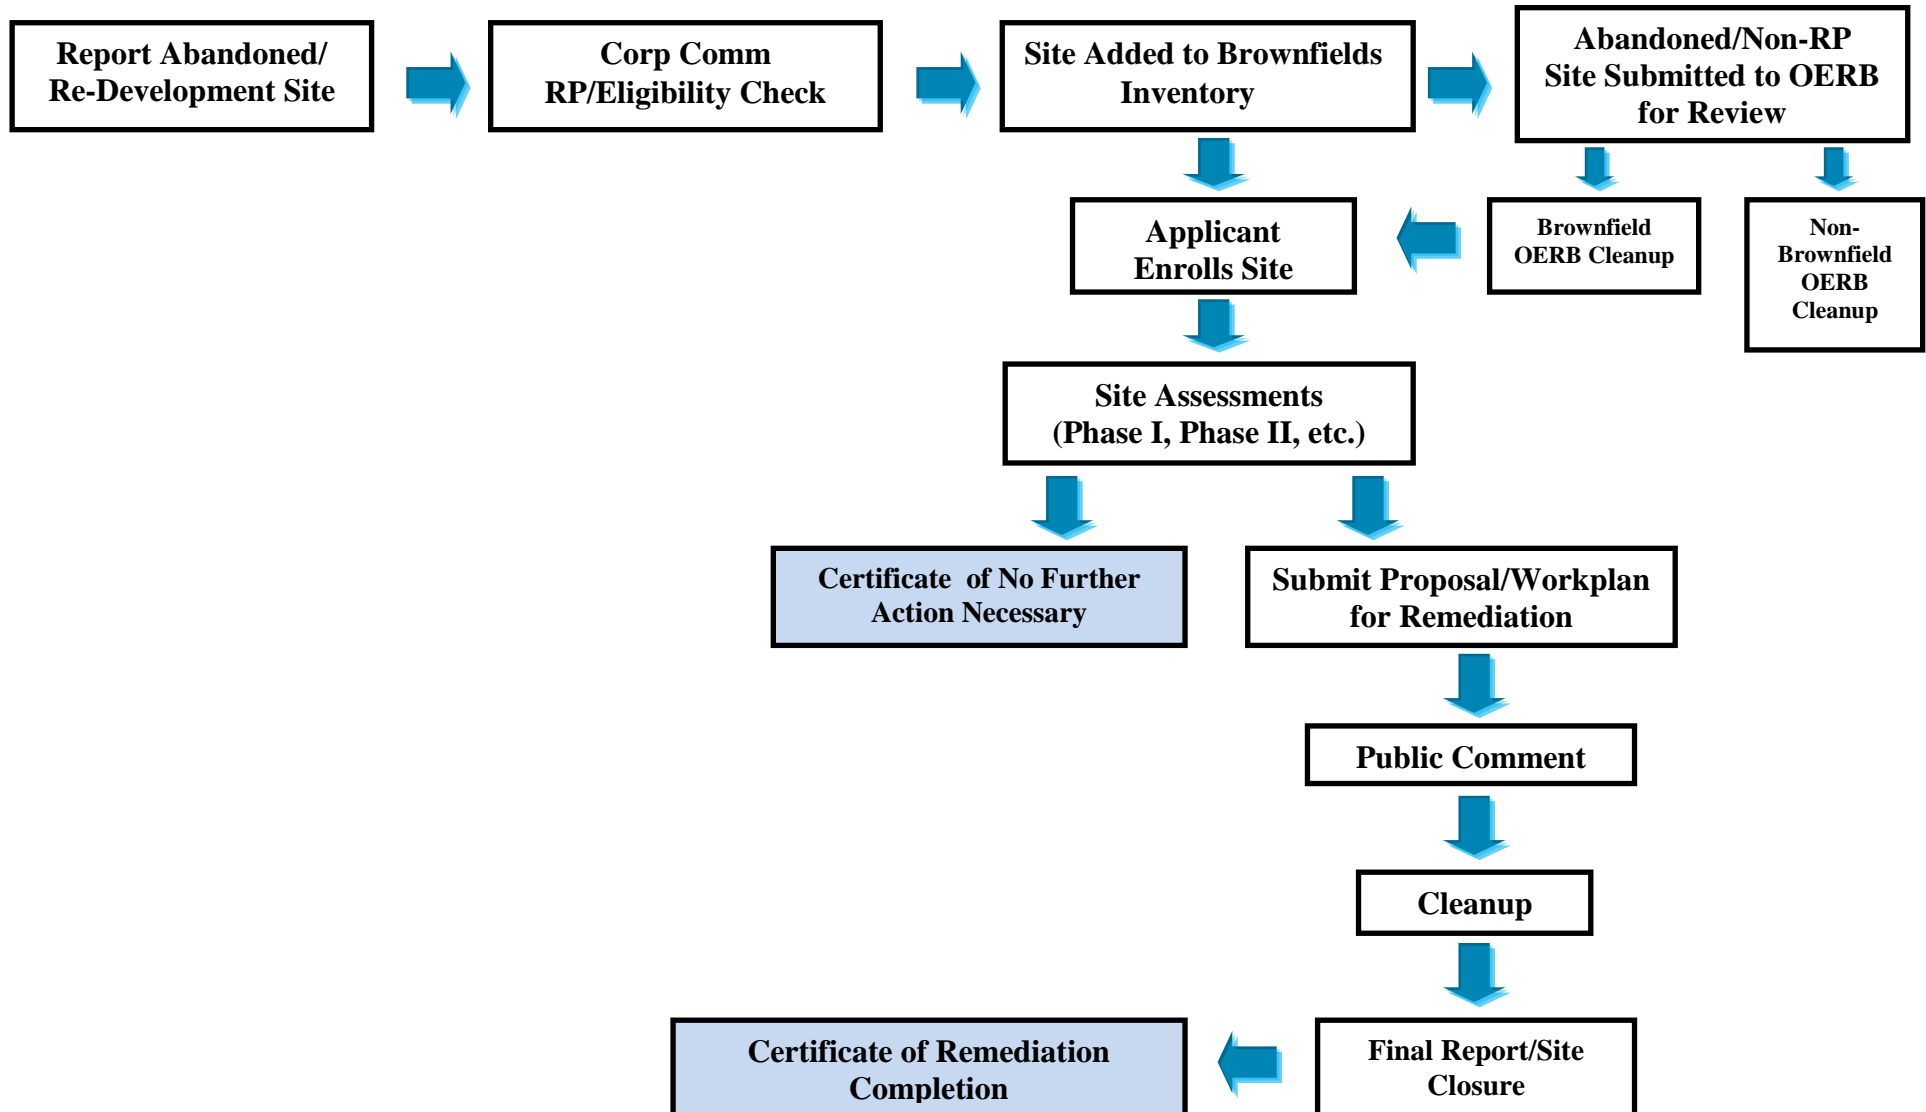 Report Abandoned/
Re-Development Site
Corp Comm
RP/Eligibility Check
Site Added to Brownfields
Inventory
Abandoned/Non-RP
Site Submitted to OERB
for Review
Applicant
Enrolls Site
Brownfield
OERB Cleanup
Non-
Brownfield
OERB
Cleanup
Site Assessments
(Phase I, Phase II, etc.)
Certificate of No Further
Action Necessary
Submit Proposal/Workplan
for Remediation
Public Comment
Cleanup
Certificate of Remediation
Completion
Final Report/Site
Closure